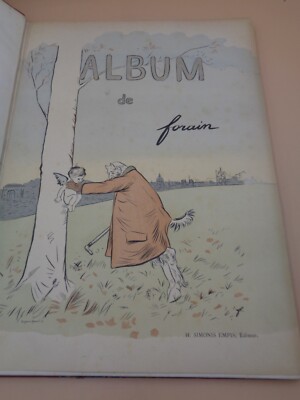 ALBUM
de
forain
H. SIMONIS EMPIS, Éditeur.